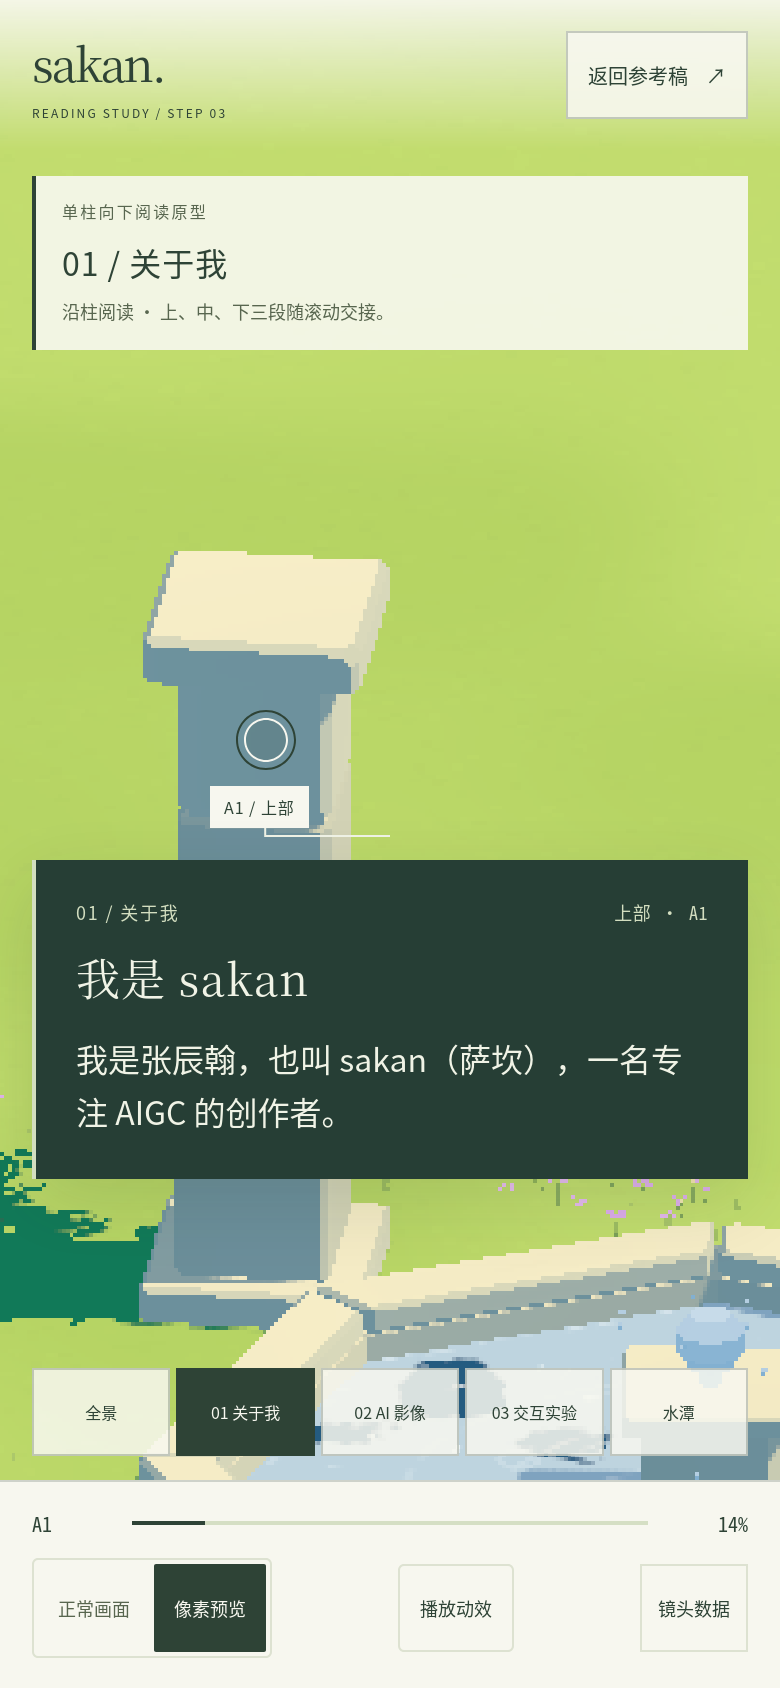 sakan.
返回参考稿 ↗
READING STUDY / STEP 03
单柱向下阅读原型
01 / 关于我
沿柱阅读 · 上、中、下三段随滚动交接。
A1 / 上部
01 / 关于我
上部 · A1
我是 sakan
我是张辰翰，也叫 sakan（萨坎），一名专
注 AIGC 的创作者。
全景
01 关于我
02 AI 影像
03 交互实验
水潭
A1
14%
正常画面
像素预览
播放动效
镜头数据